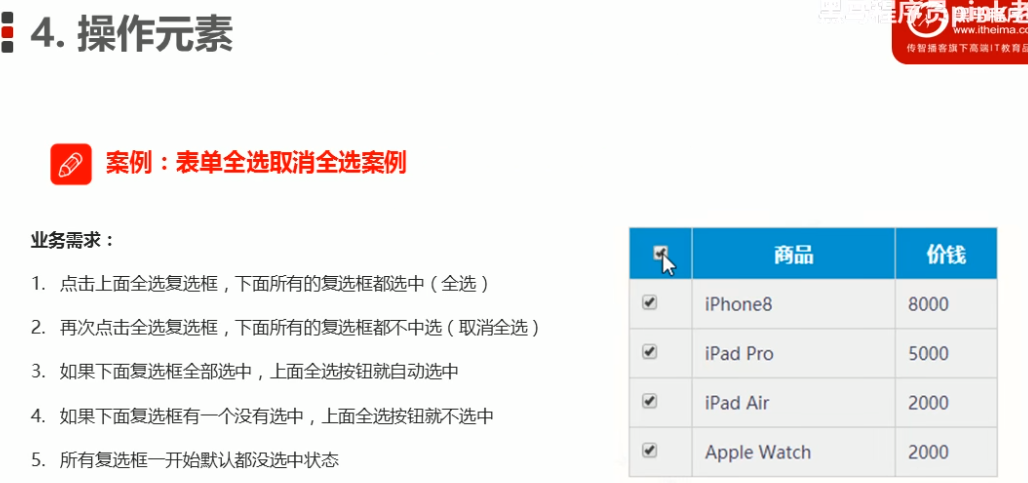 4. 操作元素
www.itheima.co
传智播客旗下高端IT教育品
案例：表单全选取消全选案例
业务需求：
1. 点击上面全选复选框，下面所有的复选框都选中（全选）
2. 再次点击全选复选框，下面所有的复选框都不中选（取消全选）
3. 如果下面复选框全部选中，上面全选按钮就自动选中
4. 如果下面复选框有一个没有选中，上面全选按钮就不选中
5. 所有复选框一开始默认都没选中状态
商品 价钱
iPhone8 8000
iPad Pro 5000
iPad Air 2000
Apple Watch 2000